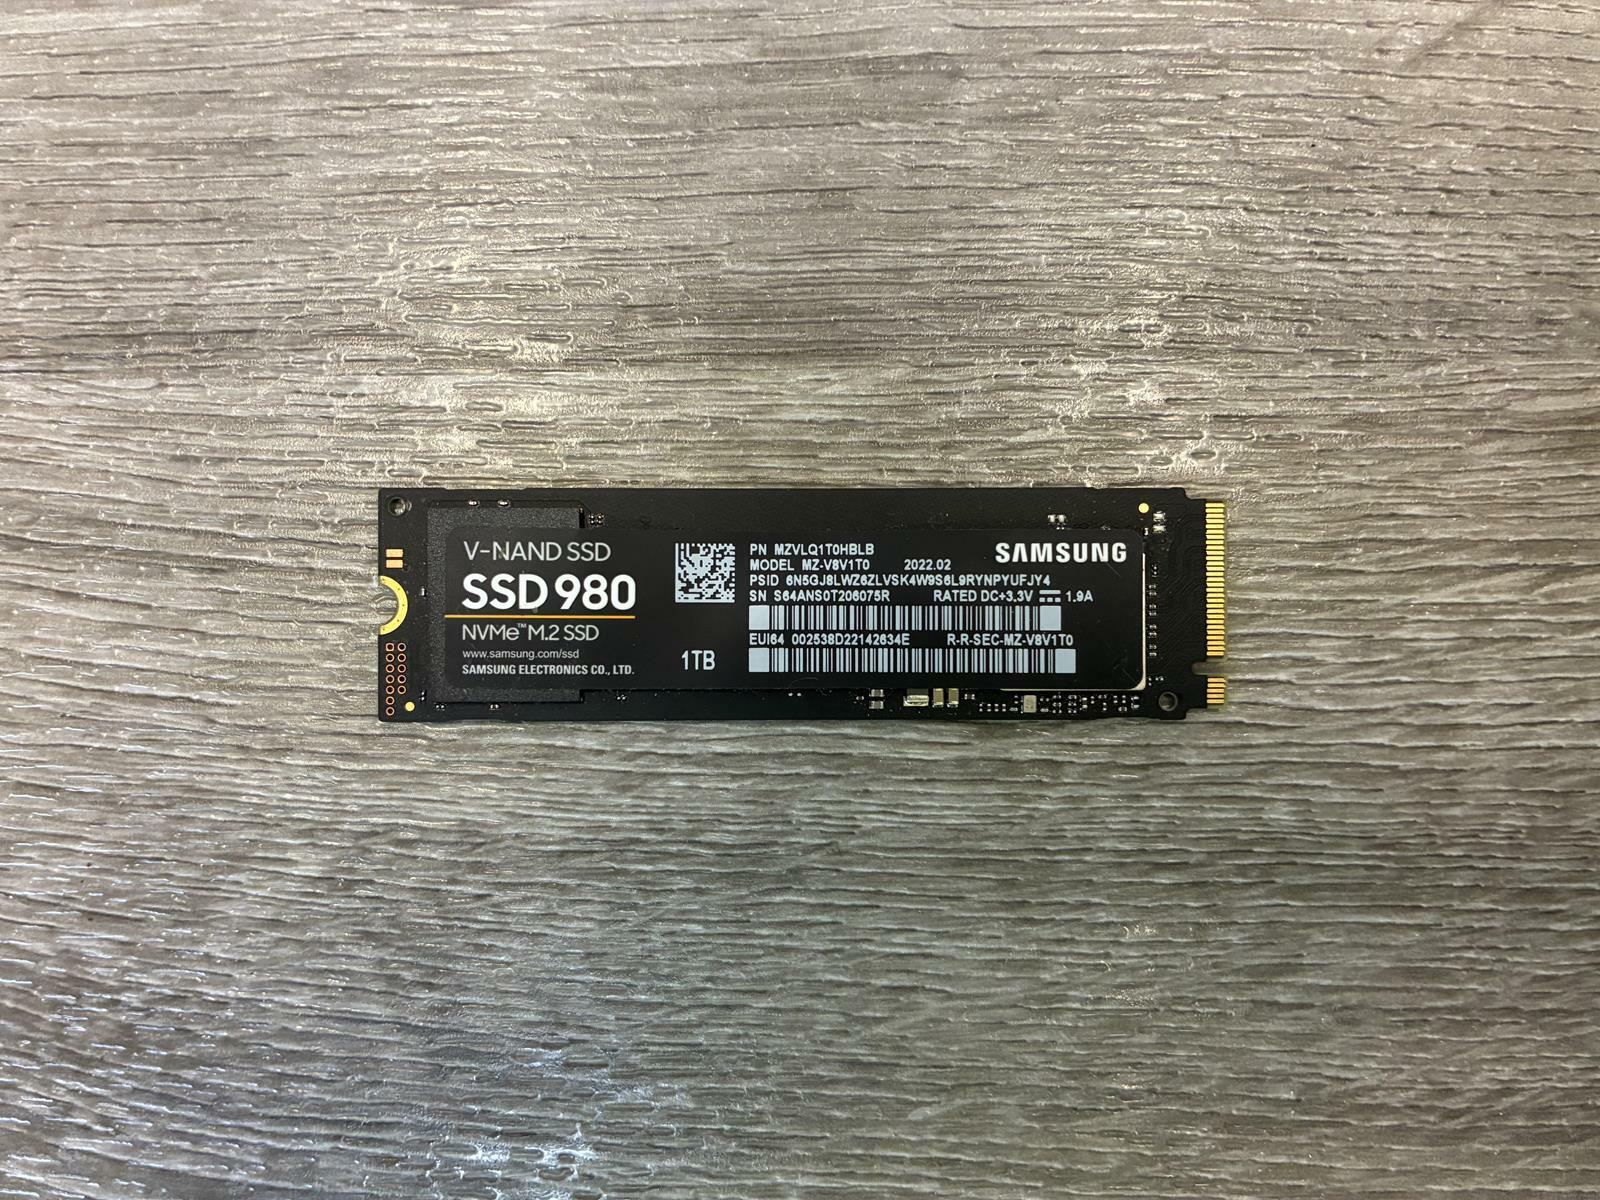 V-NAND SSD
SSD 980
NVMe™ M.2 SSD
www.samsung.com/ssd
SAMSUNG ELECTRONICS CO., LTD.
1TB
PN MZVLQ1T0HBLB
MODEL MZ-V8V1T0 2022.02
PSID 6N5GJ8LWZ6ZLVSK4W9S6L9RYNPYUFJY4
SN S64ANS0T206075R RATED DC+3.3V ⎓ 1.9A
EUI64 002538D22142634E R-R-SEC-MZ-V8V1T0
SAMSUNG